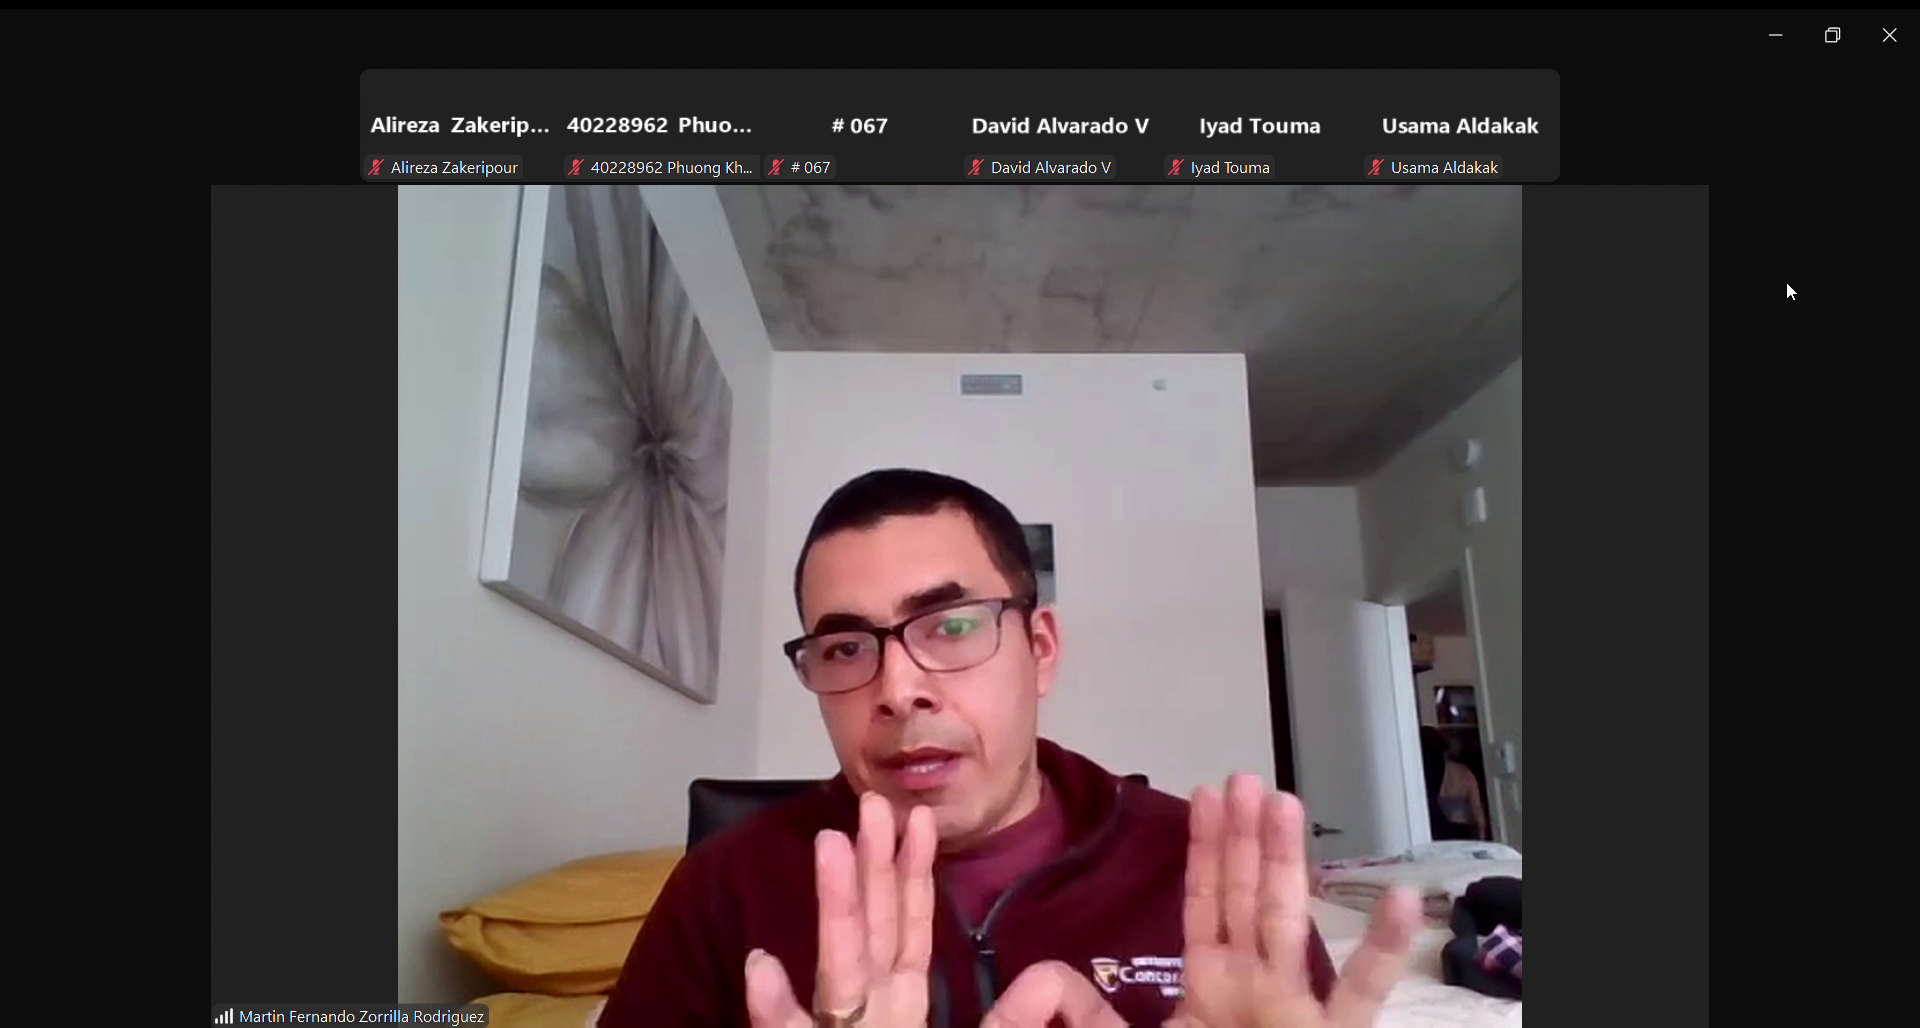 Alireza Zakerip... 40228962 Phuo... # 067 David Alvarado V Iyad Touma Usama Aldakak
Alireza Zakeripour 40228962 Phuong Kh... # 067 David Alvarado V Iyad Touma Usama Aldakak
Martin Fernando Zorrilla Rodriguez